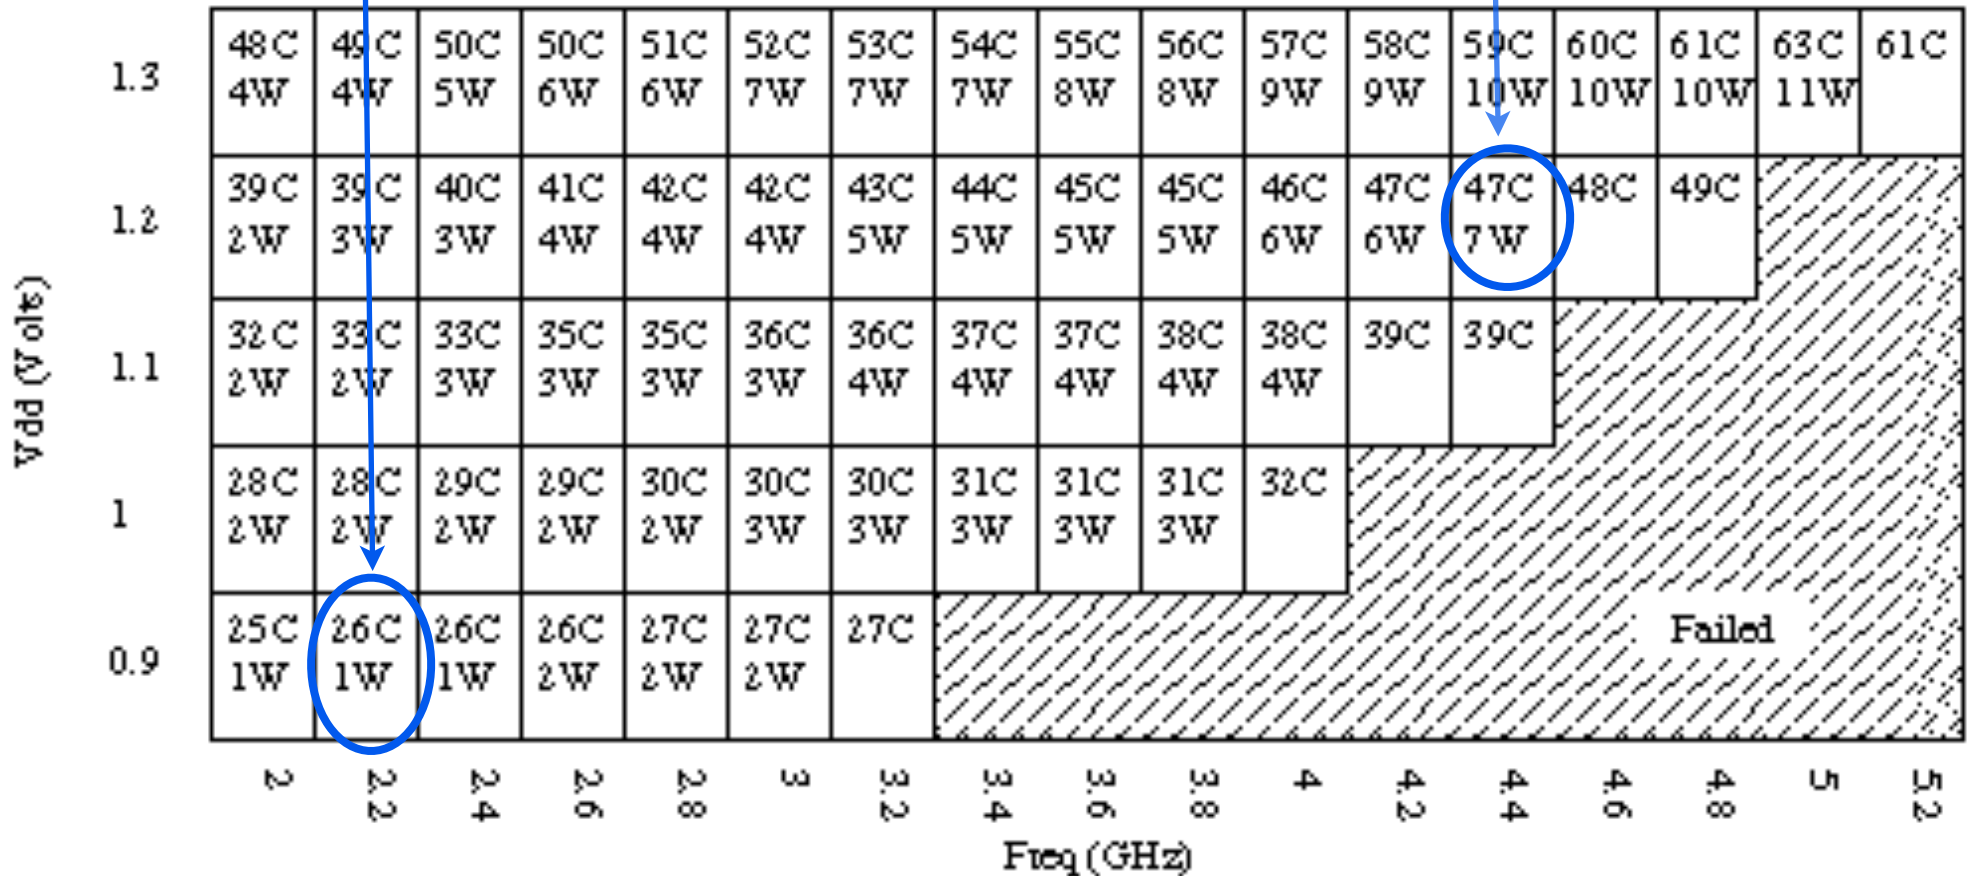 48C 49C 50C 50C 51C 52C 53C 54C 55C 56C 57C 58C 59C 60C 61C 63C 61C
1.3
4W 4W 5W 6W 6W 7W 7W 7W 8W 8W 9W 9W 10W 10W 10W 11W
39C 39C 40C 41C 42C 42C 43C 44C 45C 45C 46C 47C 47C 48C 49C
1.2
2W 3W 3W 4W 4W 4W 5W 5W 5W 5W 6W 6W 7W
32C 33C 33C 35C 35C 36C 36C 37C 37C 38C 38C 39C 39C
1.1
2W 2W 3W 3W 3W 3W 4W 4W 4W 4W 4W
28C 28C 29C 29C 30C 30C 30C 31C 31C 31C 32C
1
2W 2W 2W 2W 2W 3W 3W 3W 3W 3W
25C 26C 26C 26C 27C 27C 27C
Failed
0.9
1W 1W 1W 2W 2W 2W
Vdd (Volts)
2 2.2 2.4 2.6 2.8 3 3.2 3.4 3.6 3.8 4 4.2 4.4 4.6 4.8 5 5.2
Freq (GHz)